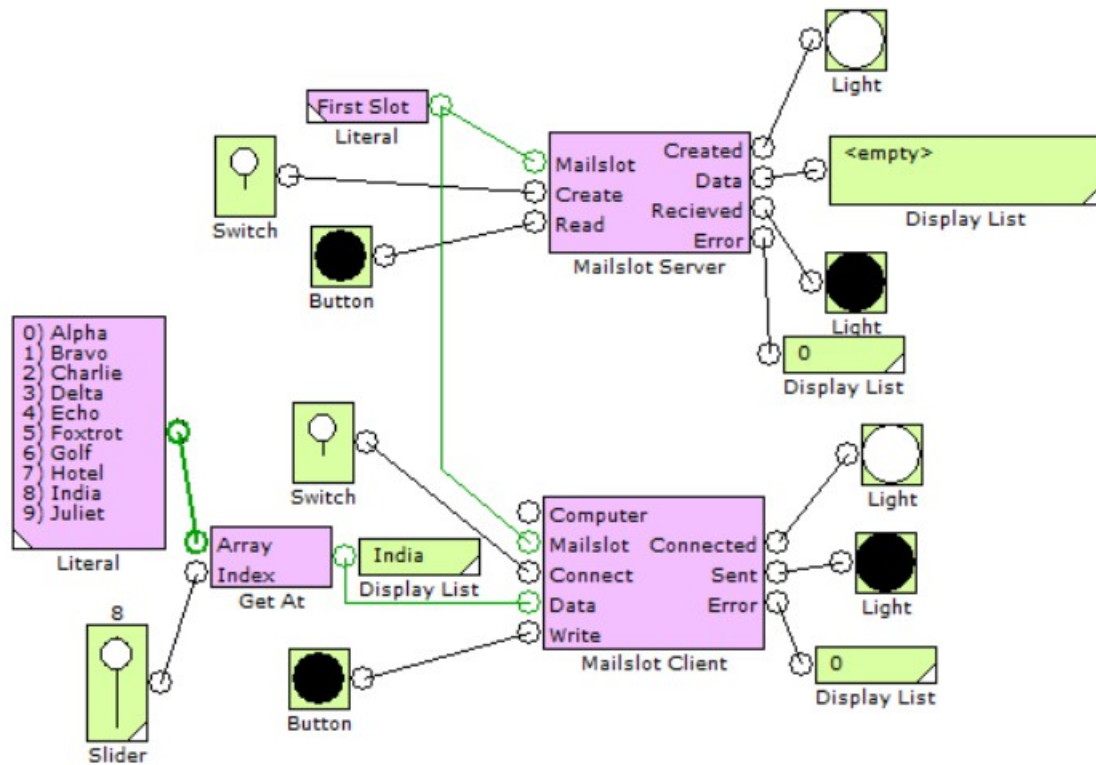 Light
First Slot
Literal
Switch
Mailslot
Create
Read
Created
Data
Recieved
Error
Mailslot Server
<empty>
Display List
Button
Light
0
Display List
0) Alpha
1) Bravo
2) Charlie
3) Delta
4) Echo
5) Foxtrot
6) Golf
7) Hotel
8) India
9) Juliet
Literal
Switch
Light
Computer
Mailslot
Connect
Data
Write
Connected
Sent
Error
Mailslot Client
Array
Index
Get At
India
Display List
Light
8
Slider
Button
0
Display List